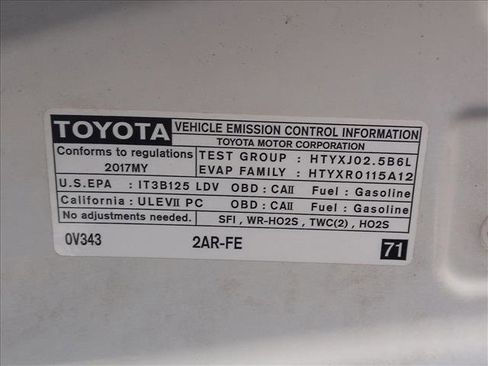 TOYOTA VEHICLE EMISSION CONTROL INFORMATION
TOYOTA MOTOR CORPORATION
Conforms to regulations
2017MY
TEST GROUP : HTYXJ02.5B6L
EVAP FAMILY : HTYXR0115A12
U.S.EPA : IT3B125 LDV OBD : CAII Fuel : Gasoline
California : ULEVII PC OBD : CAII Fuel : Gasoline
No adjustments needed. SFI , WR-HO2S , TWC(2) , HO2S
0V343 2AR-FE 71